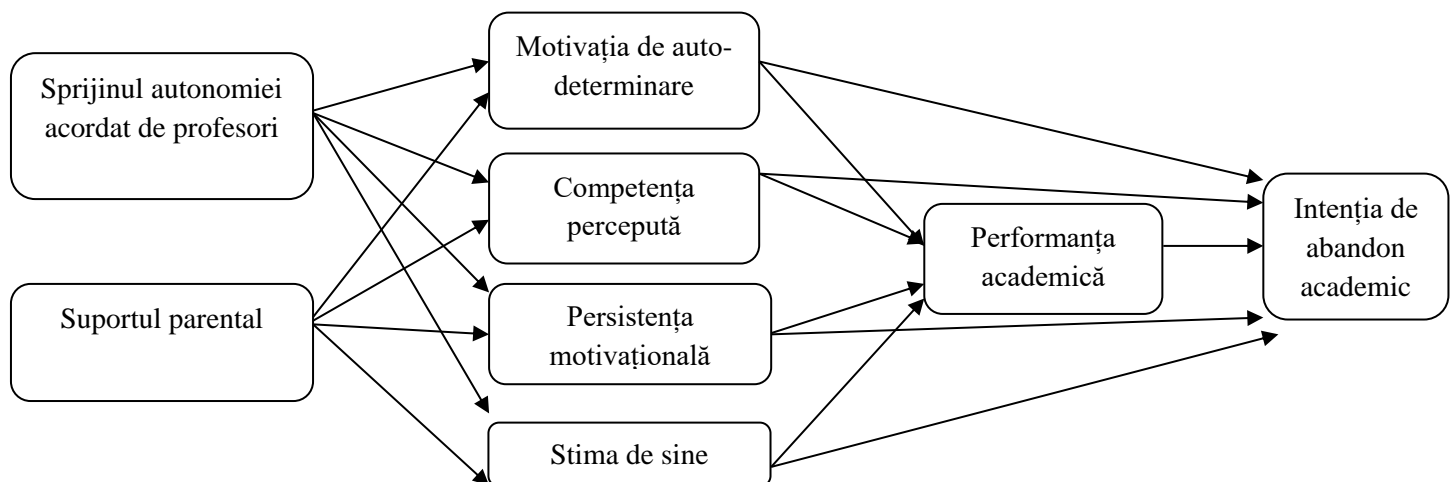 Sprijinul autonomiei
acordat de profesori
Suportul parental
Motivația de auto-
determinare
Competența
percepută
Persistența
motivațională
Stima de sine
Performanța
academică
Intenția de
abandon
academic